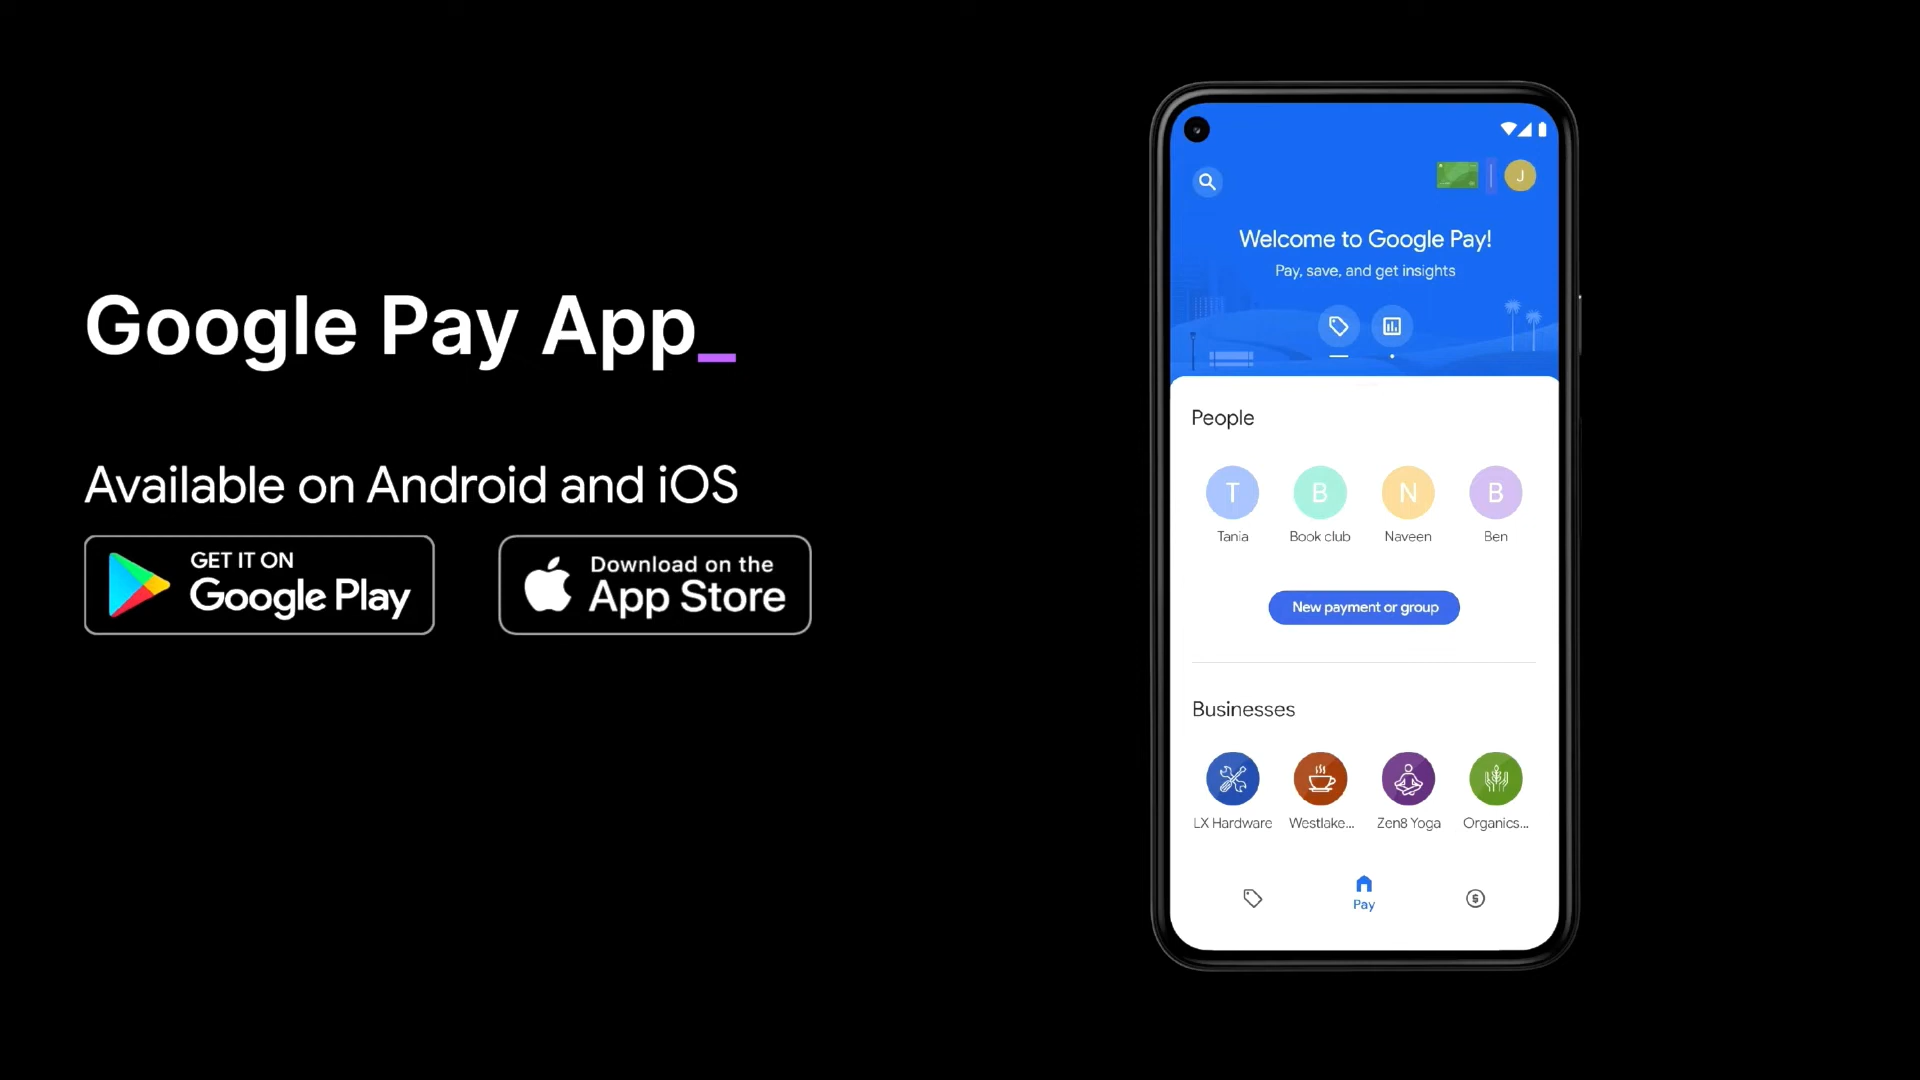 Google Pay App_
Available on Android and iOS
GET IT ON
Google Play
Download on the
App Store
J
Welcome to Google Pay!
Pay, save, and get insights
People
T
B
N
B
Tania
Book club
Naveen
Ben
New payment or group
Businesses
LX Hardware
Westlake...
Zen8 Yoga
Organics...
Pay